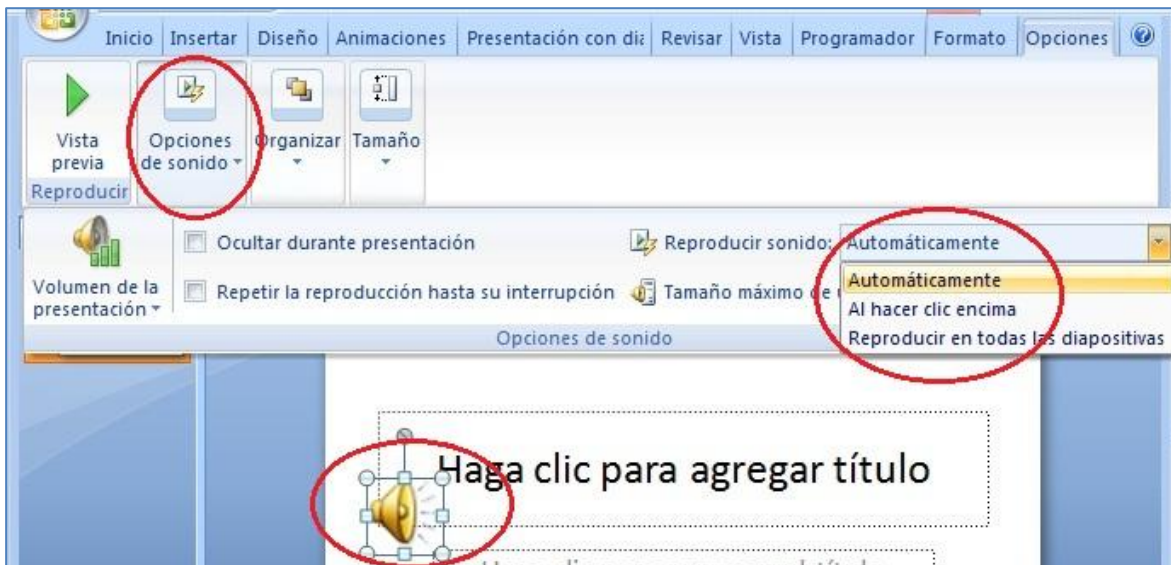 Inicio Insertar Diseño Animaciones Presentación con dia Revisar Vista Programador Formato Opciones
Vista previa
Opciones de sonido
Organizar
Tamaño
Reproducir
Volumen de la presentación
Ocultar durante presentación
Repetir la reproducción hasta su interrupción
Reproducir sonido: Automáticamente
Tamaño máximo de
Automáticamente
Al hacer clic encima
Reproducir en todas las diapositivas
Opciones de sonido
Haga clic para agregar título